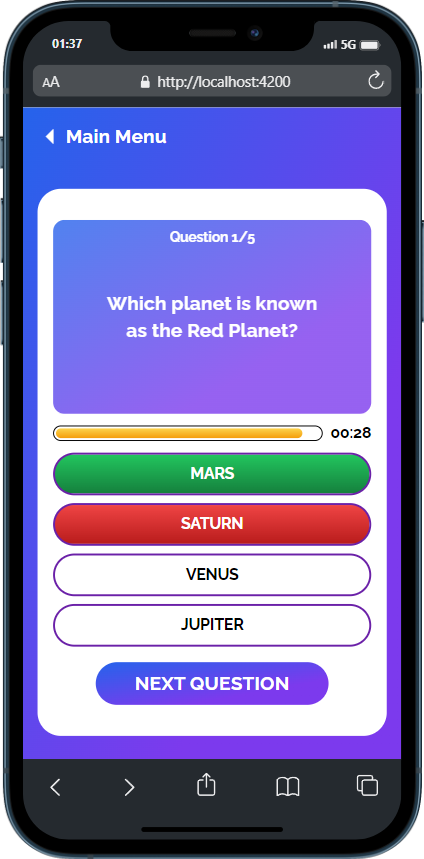 01:37
5G
AA http://localhost:4200
Main Menu
Question 1/5
Which planet is known
as the Red Planet?
00:28
MARS
SATURN
VENUS
JUPITER
NEXT QUESTION